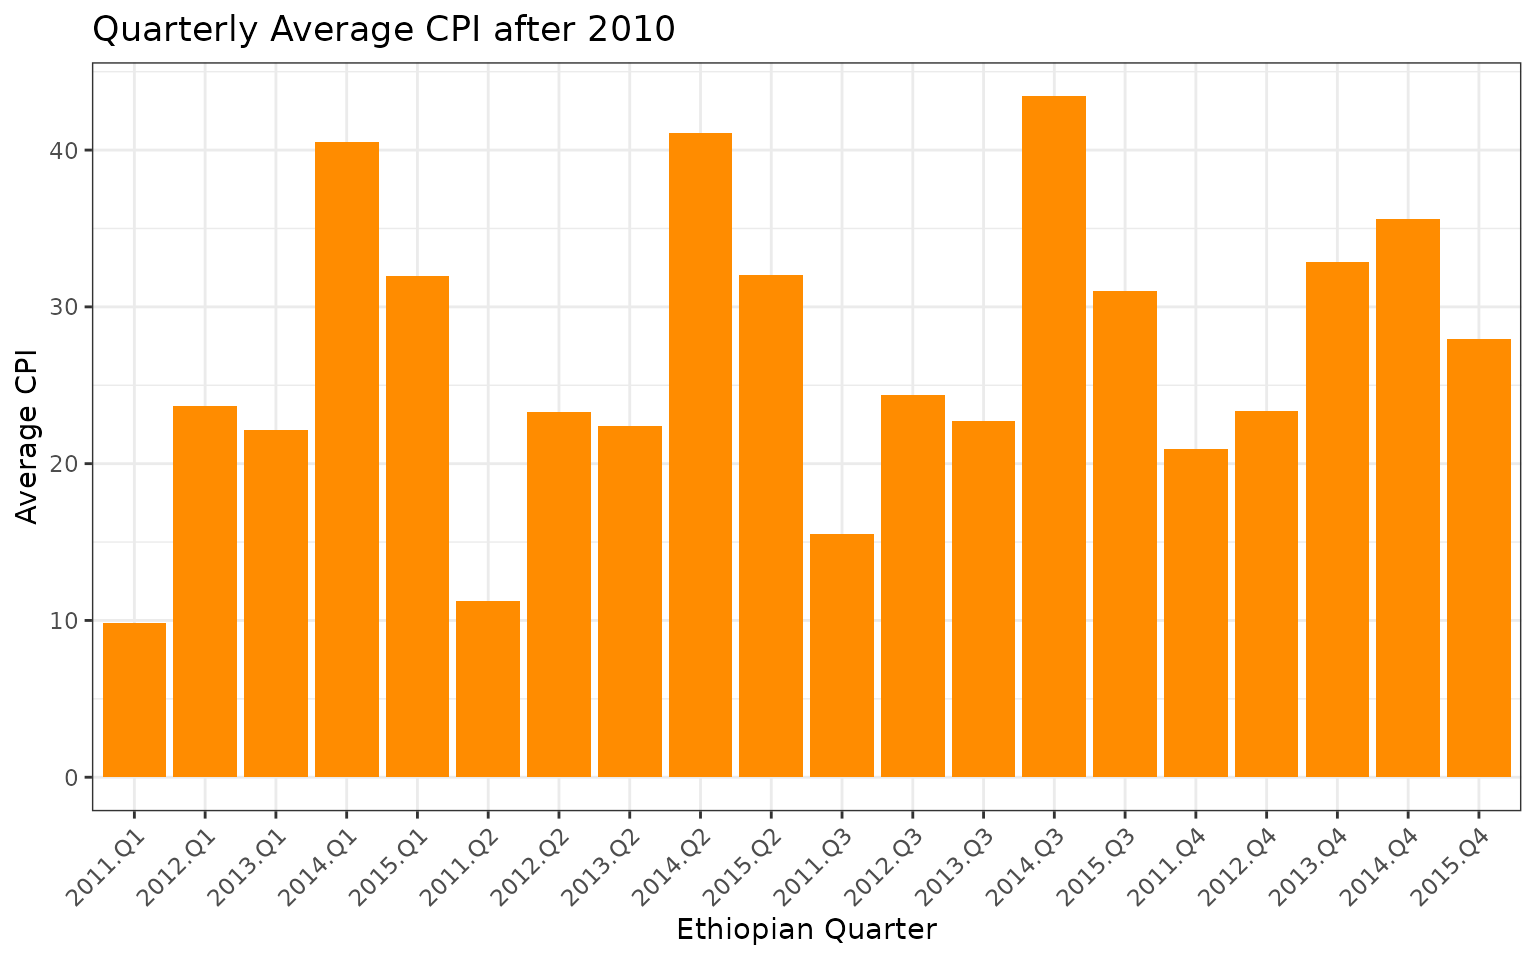 Quarterly Average CPI after 2010
Average CPI
40
30
20
10
0
2011.Q1
2012.Q1
2013.Q1
2014.Q1
2015.Q1
2011.Q2
2012.Q2
2013.Q2
2014.Q2
2015.Q2
2011.Q3
2012.Q3
2013.Q3
2014.Q3
2015.Q3
2011.Q4
2012.Q4
2013.Q4
2014.Q4
2015.Q4
Ethiopian Quarter